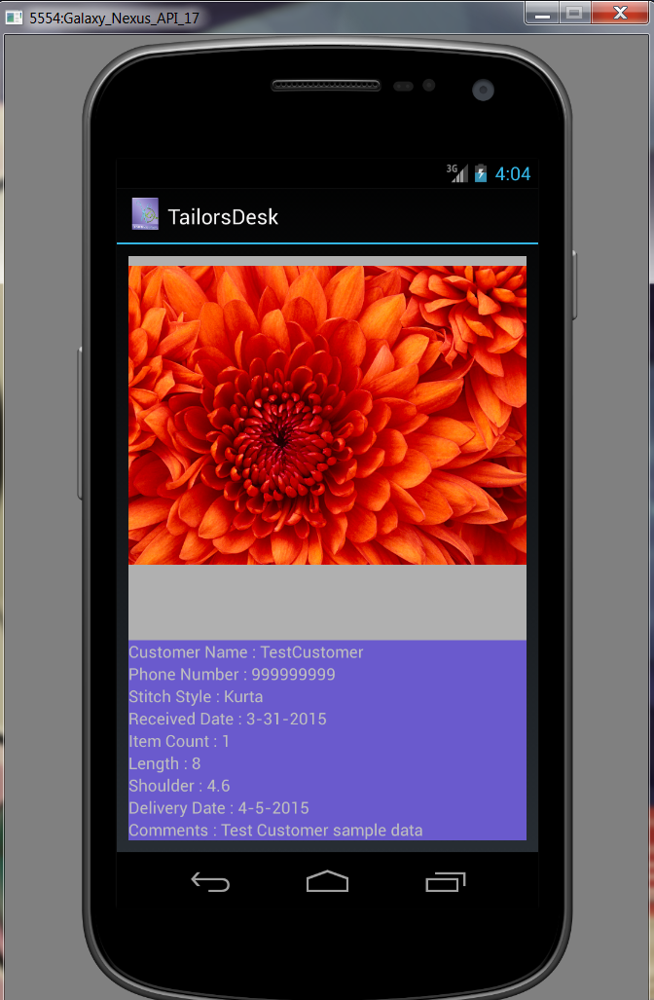 5554:Galaxy_Nexus_API_17
3G 4:04
TailorsDesk
Customer Name : TestCustomer
Phone Number : 999999999
Stitch Style : Kurta
Received Date : 3-31-2015
Item Count : 1
Length : 8
Shoulder : 4.6
Delivery Date : 4-5-2015
Comments : Test Customer sample data